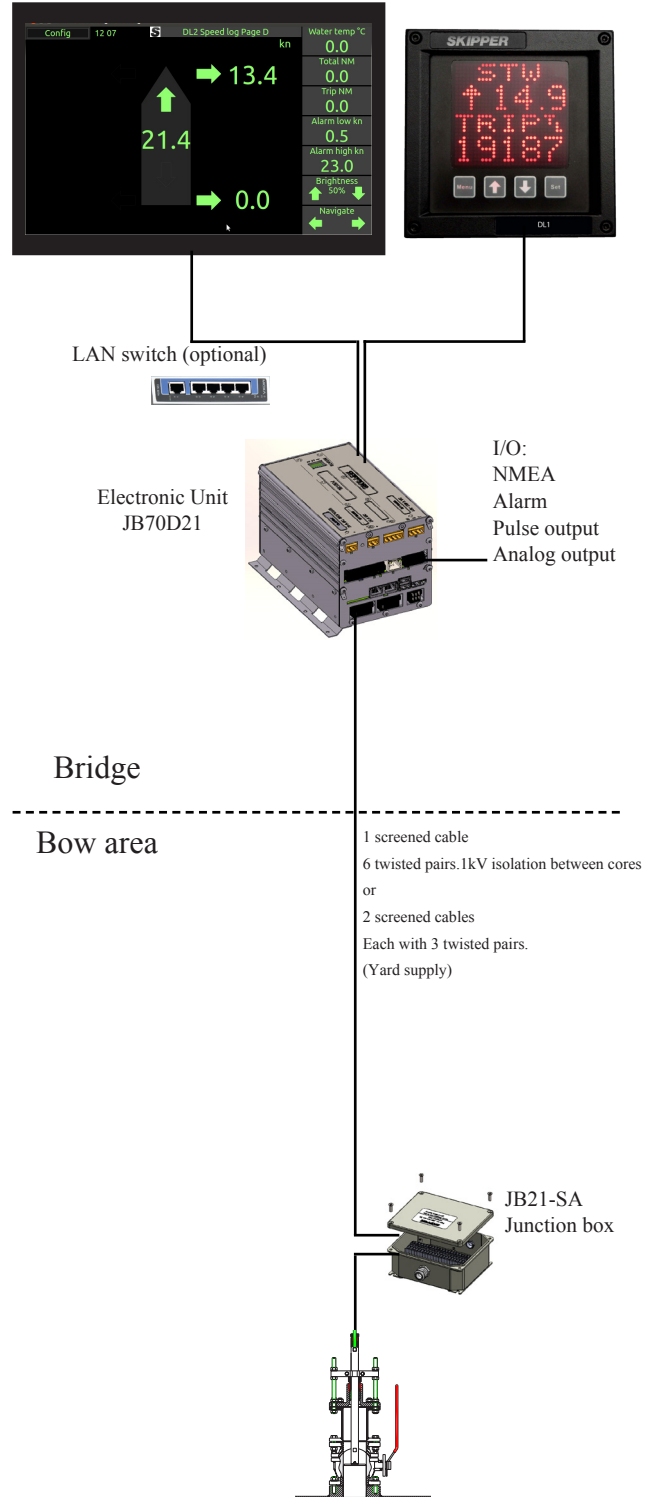 Config 12 07 S DL2 Speed log Page D
kn
13.4
21.4
0.0
Water temp °C
0.0
Total NM
0.0
Trip NM
0.0
Alarm low kn
0.5
Alarm high kn
23.0
Brightness
50%
Navigate
SKIPPER
STW
↑14.9
19187
Menu
Set
DL1
LAN switch (optional)
Electronic Unit
JB70D21
I/O:
NMEA
Alarm
Pulse output
Analog output
Bridge
Bow area
1 screened cable
6 twisted pairs.1kV isolation between cores
or
2 screened cables
Each with 3 twisted pairs.
(Yard supply)
JB21-SA
Junction box